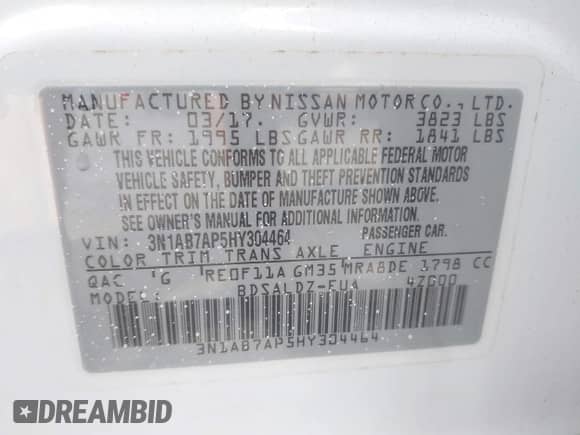 MANUFACTURED BY NISSAN MOTOR CO., LTD.
DATE: 03/17. GVWR: 3823 LBS
GAWR FR: 1995 LBS GAWR RR: 1841 LBS
THIS VEHICLE CONFORMS TO ALL APPLICABLE FEDERAL MOTOR
VEHICLE SAFETY, BUMPER AND THEFT PREVENTION STANDARDS
IN EFFECT ON THE DATE OF MANUFACTURE SHOWN ABOVE.
SEE OWNER'S MANUAL FOR ADDITIONAL INFORMATION.
VIN: 3N1AB7AP5HY304464 PASSENGER CAR.
COLOR TRIM TRANS AXLE ENGINE
QAC 'G RE0F11A GM35 MRA8DE 1798 CC
MODEL: BDSALDZ-EUA 4ZG00
3N1AB7AP5HY304464
DREAMBID